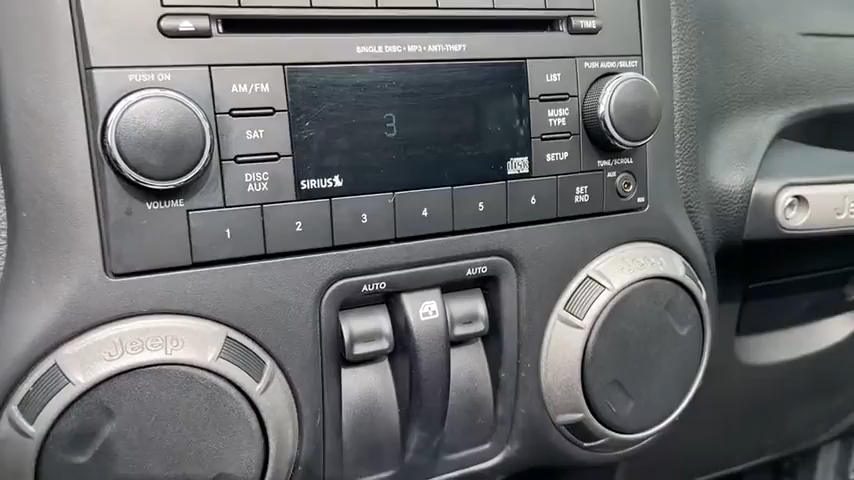 TIME
SINGLE DISC • MP3 • ANTI-THEFT
PUSH ON
PUSH AUDIO/SELECT
AM/FM
LIST
SAT
3
MUSIC
TYPE
DISC
AUX
SETUP
SIRIUS
disc
TUNE/SCROLL
AUX
VOLUME
1
2
3
4
5
6
SET
RND
AUTO
AUTO
Jeep
Jeep